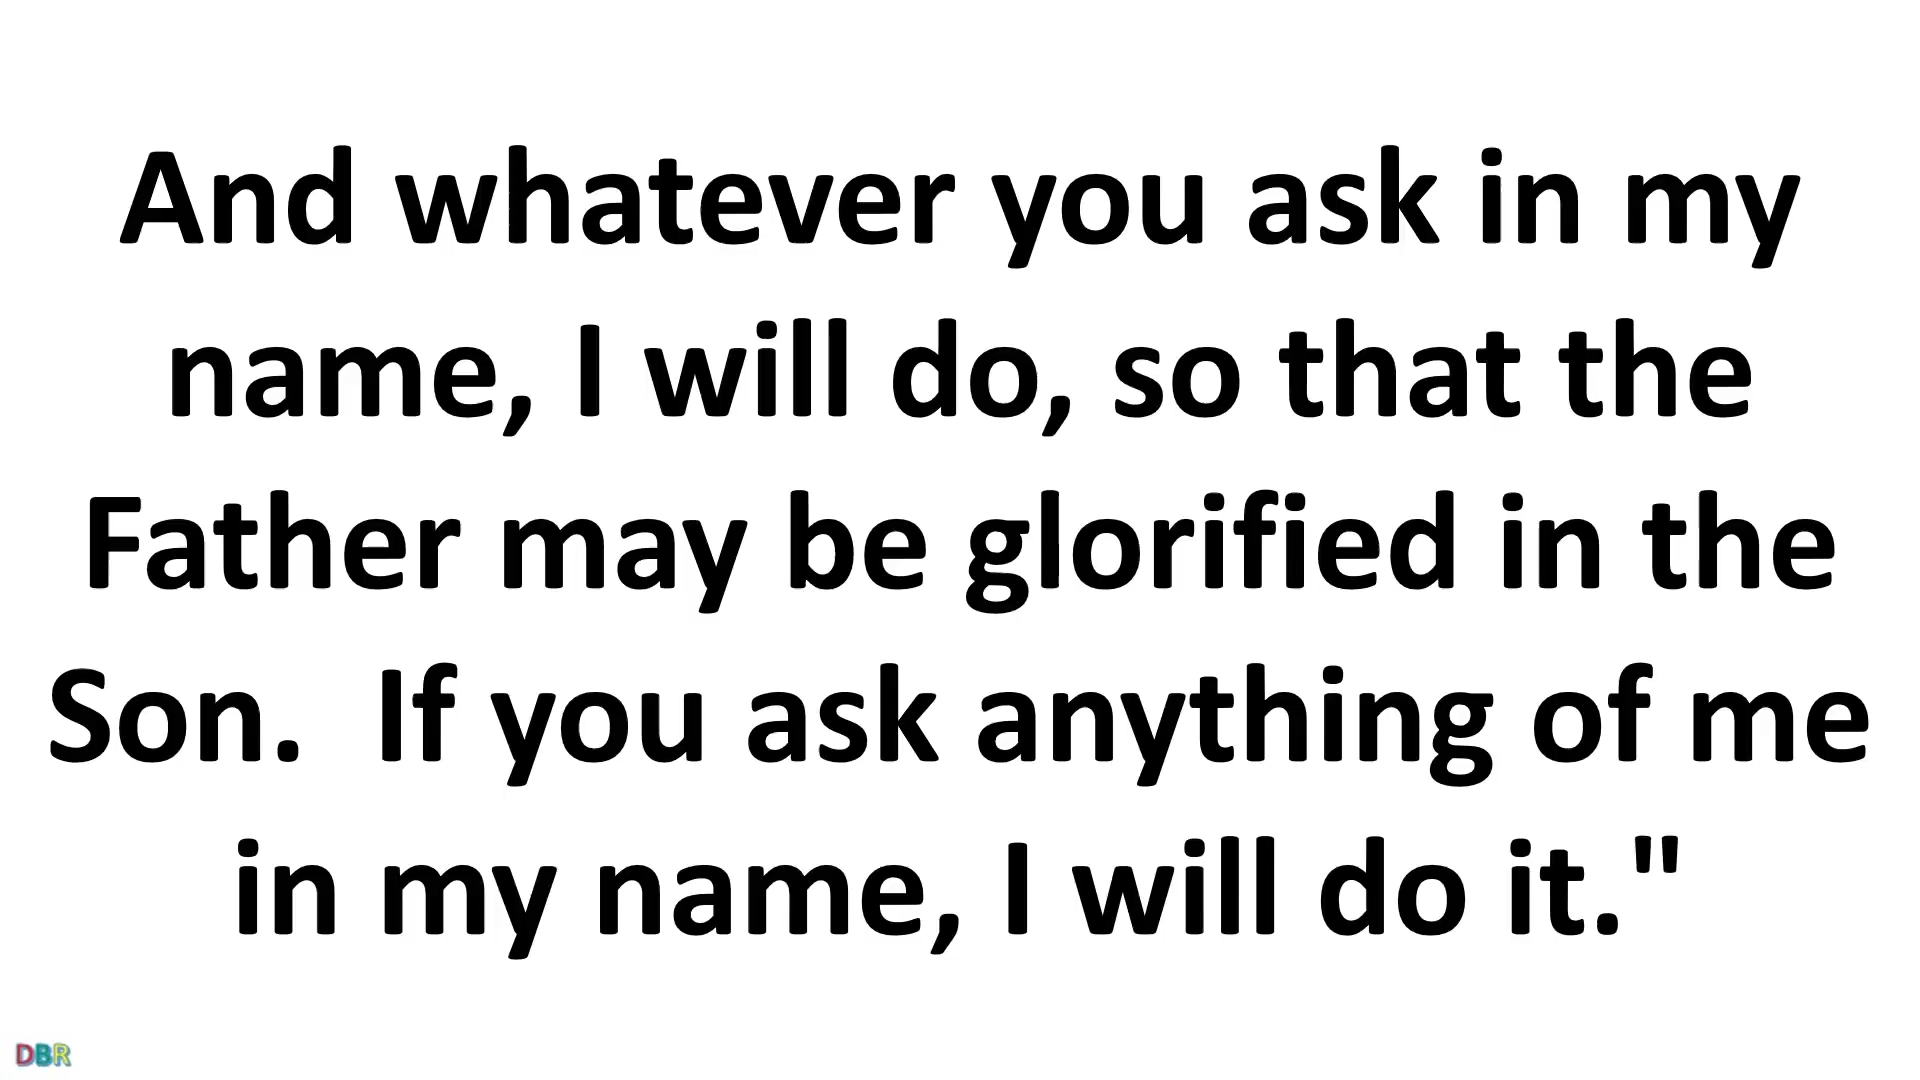 And whatever you ask in my
name, I will do, so that the
Father may be glorified in the
Son.  If you ask anything of me
in my name, I will do it."
DBR